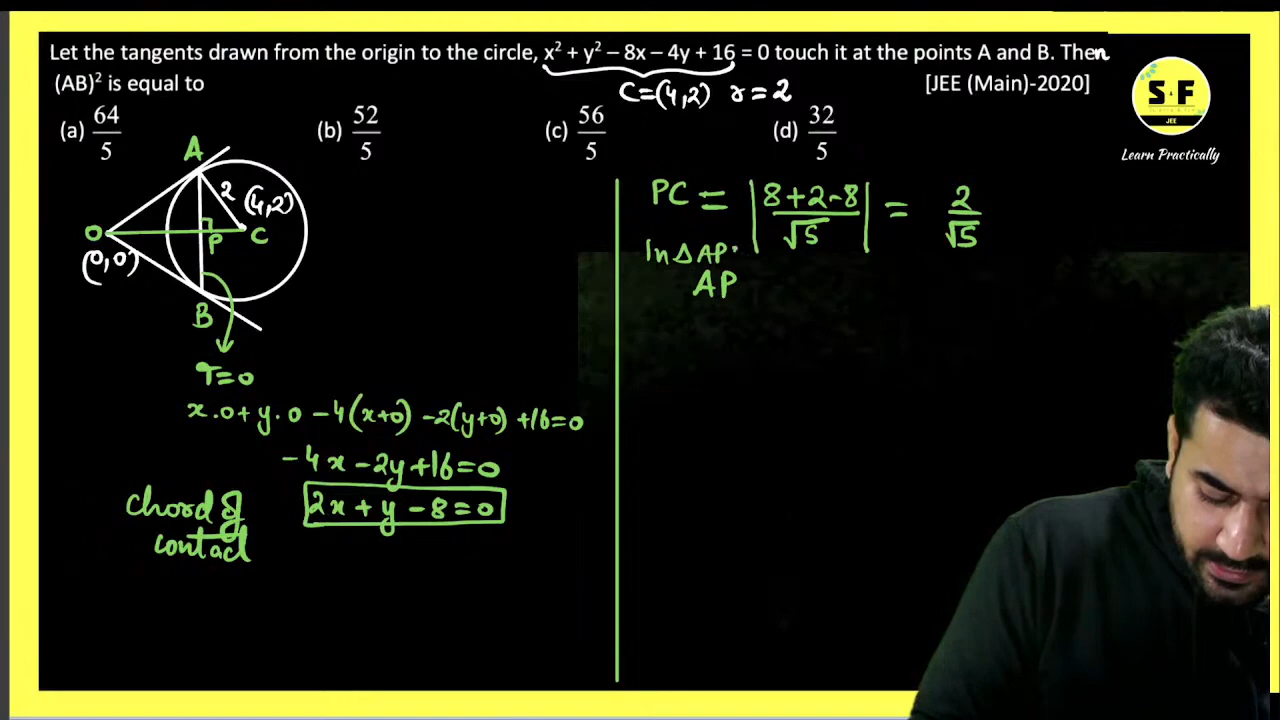 Let the tangents drawn from the origin to the circle, x² + y² – 8x – 4y + 16 = 0 touch it at the points A and B. Then
(AB)² is equal to
[JEE (Main)-2020]
C=(4,2) r=2
(a) 64/5
(b) 52/5
(c) 56/5
(d) 32/5
S&F
JEE
Learn Practically
A
2
(4,2)
O
P
C
(0,0)
B
T=0
x.0+y.0 -4(x+0) -2(y+0) +16=0
-4x-2y+16=0
chord of
contact
2x+y-8=0
PC = |8+2-8/√5| = 2/√5
In △AP
AP